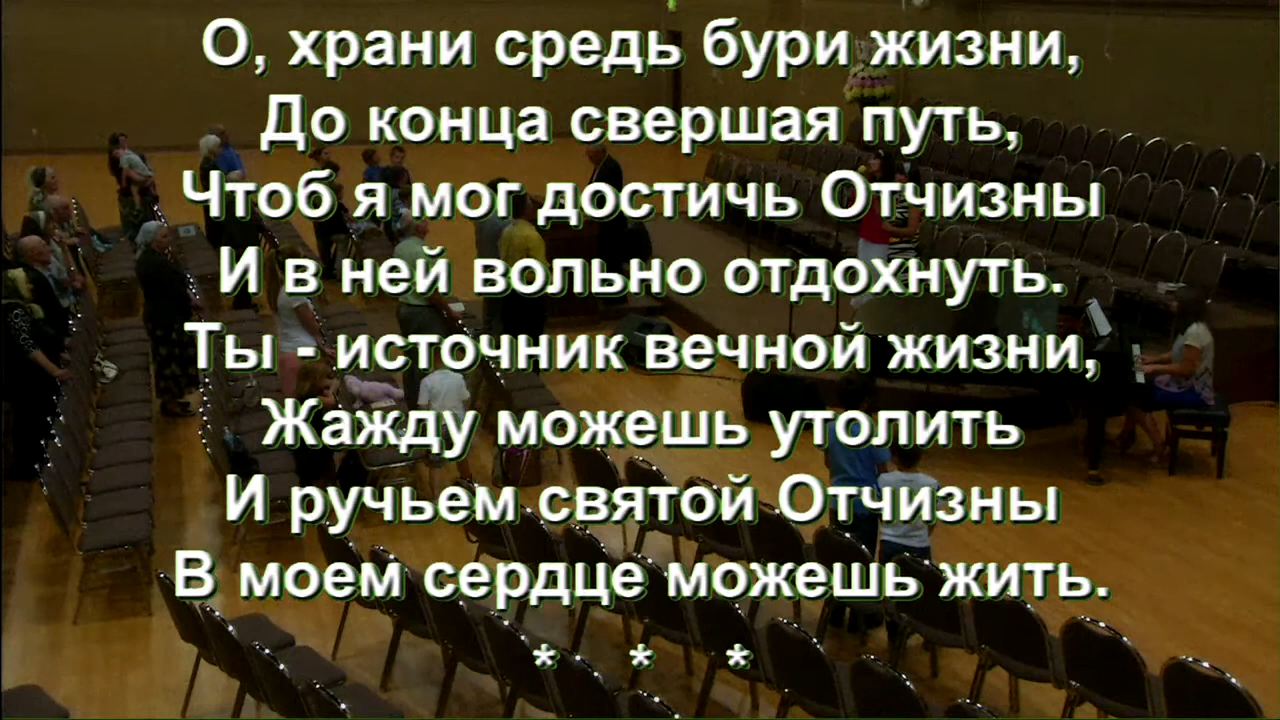 О, храни средь бури жизни,
До конца свершая путь,
Чтоб я мог достичь Отчизны
И в ней вольно отдохнуть.
Ты - источник вечной жизни,
Жажду можешь утолить
И ручьем святой Отчизны
В моем сердце можешь жить.
* * *